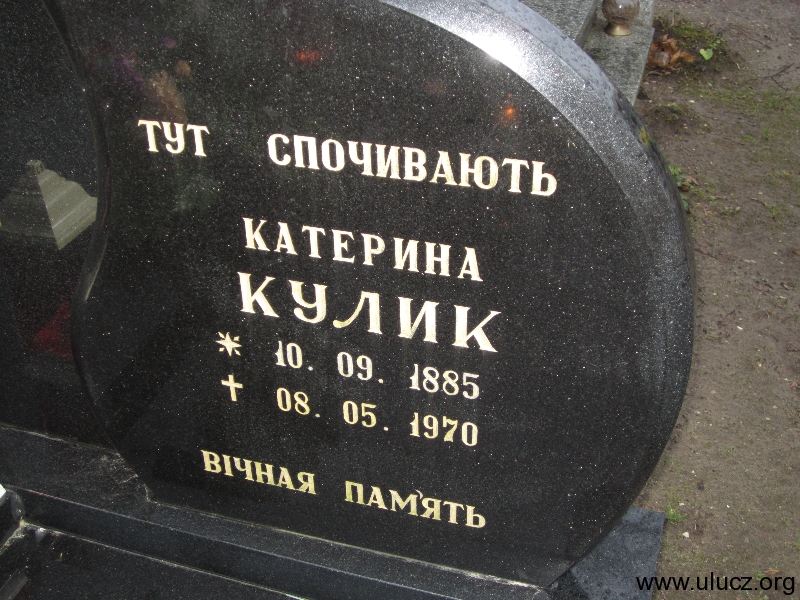 ТУТ СПОЧИВАЮТЬ
КАТЕРИНА
КУЛИК
* 10. 09. 1885
✝ 08. 05. 1970
ВІЧНАЯ ПАМ'ЯТЬ
www.ulucz.org